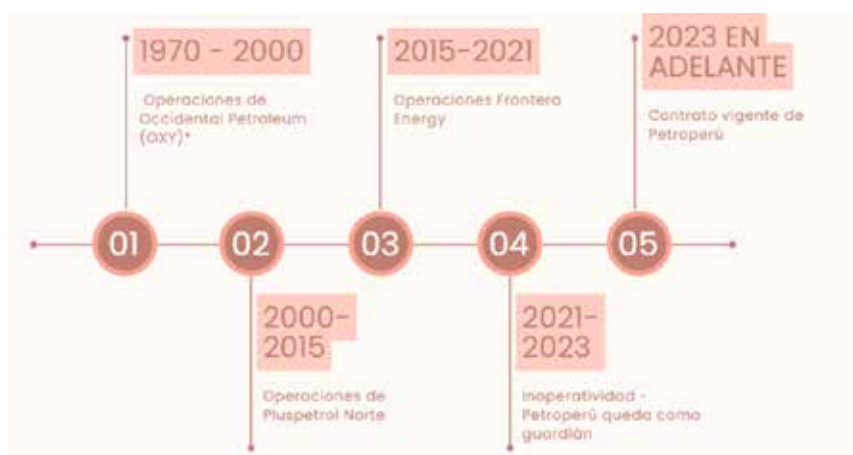 1970 - 2000
Operaciones de
Occidental Petroleum
(OXY)*
2015-2021
Operaciones Frontera
Energy
2023 EN
ADELANTE
Contrato vigente de
Petroperú
01
02
03
04
05
2000-
2015
Operaciones de
Pluspetrol Norte
2021-
2023
Inoperatividad -
Petroperú queda como
guardián